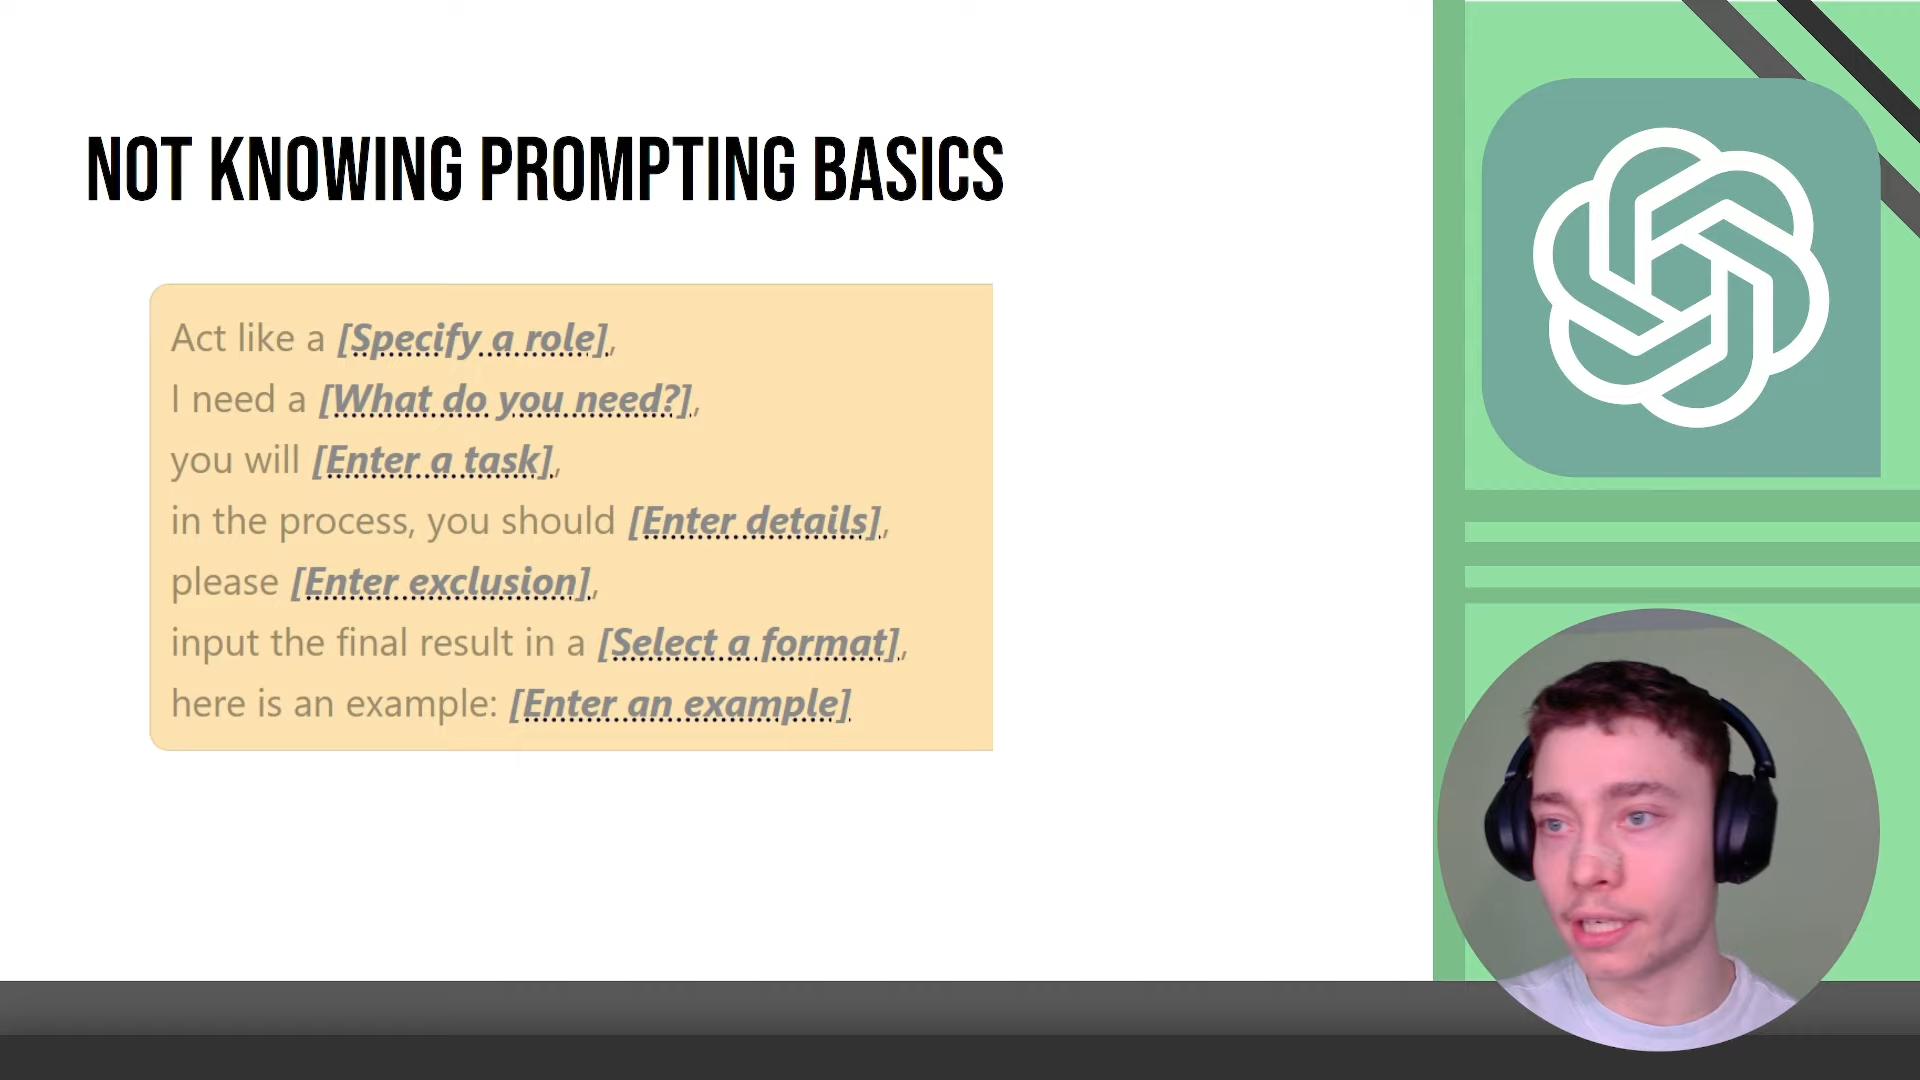 NOT KNOWING PROMPTING BASICS
Act like a [Specify a role],
I need a [What do you need?],
you will [Enter a task],
in the process, you should [Enter details],
please [Enter exclusion],
input the final result in a [Select a format],
here is an example: [Enter an example]